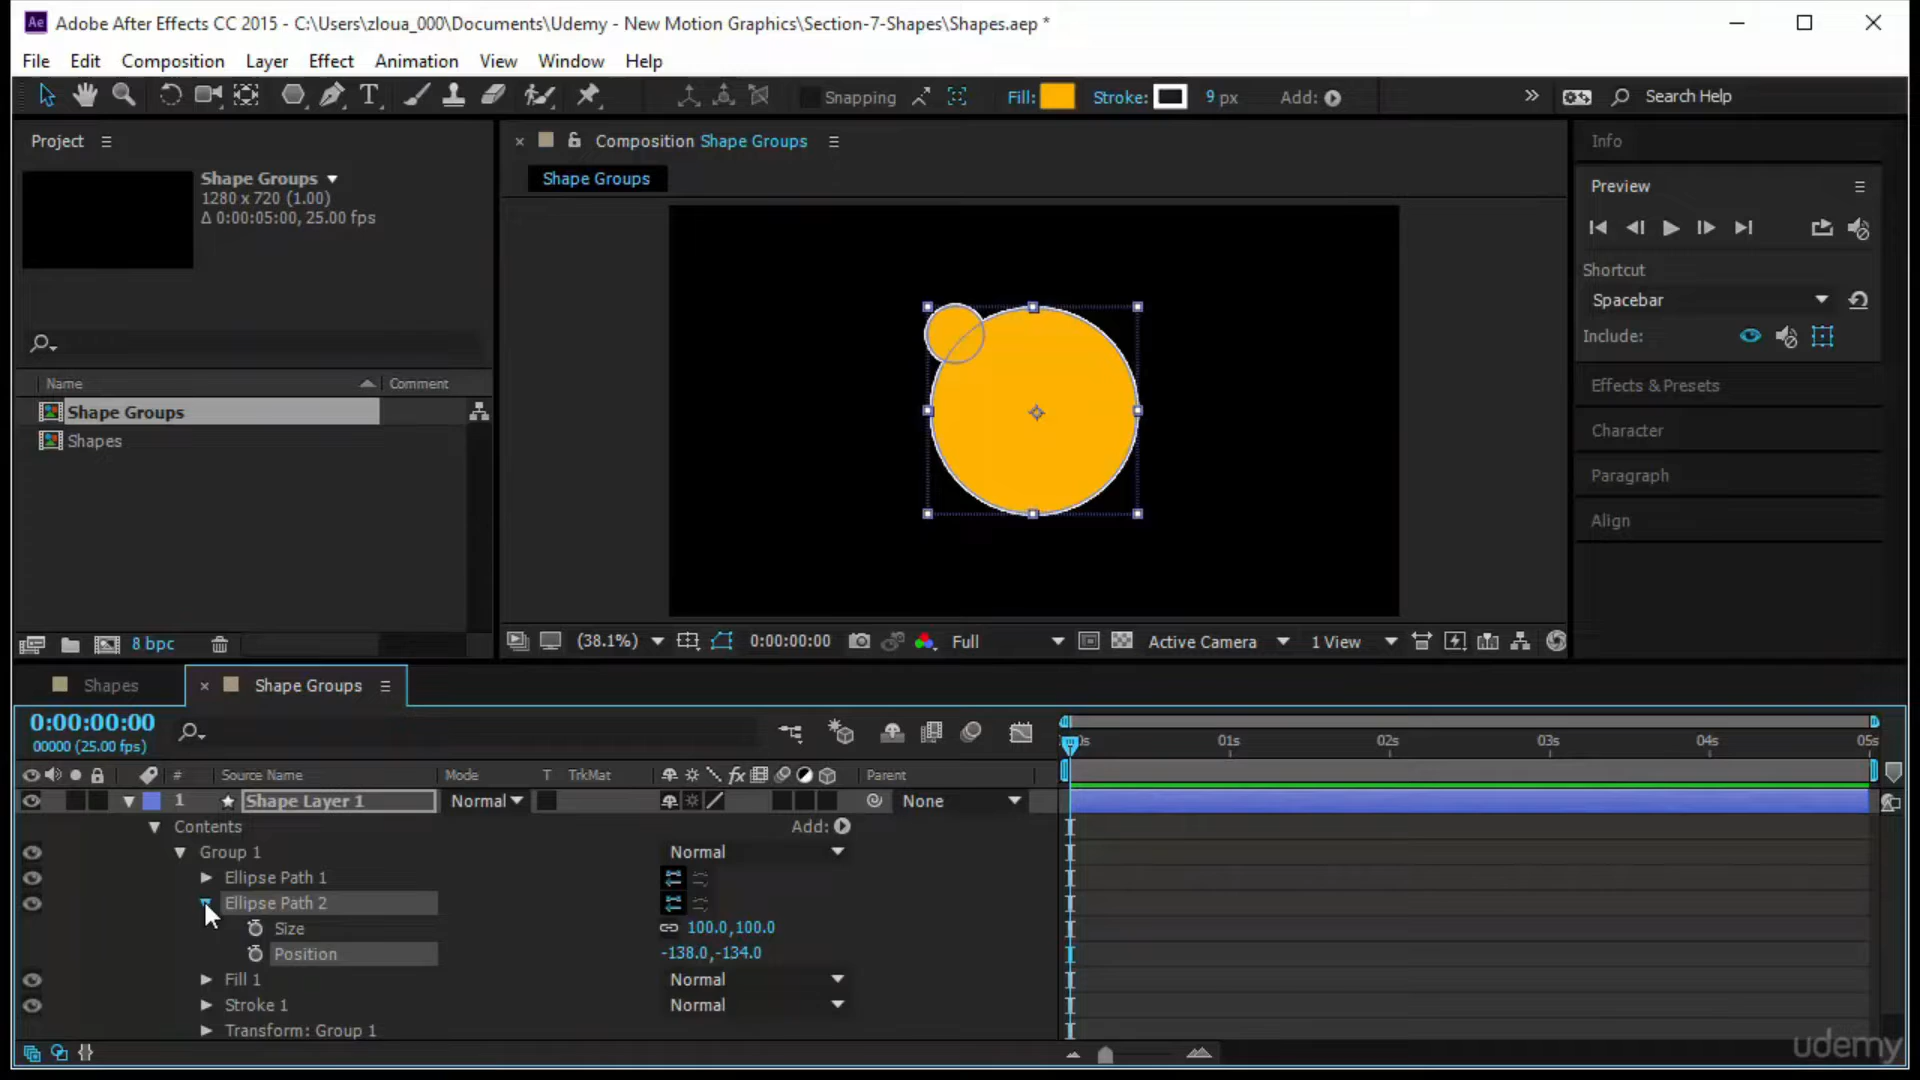 Ae Adobe After Effects CC 2015 - C:\Users\zloua_000\Documents\Udemy - New Motion Graphics\Section-7-Shapes\Shapes.aep *
File Edit Composition Layer Effect Animation View Window Help
T Snapping Fill: Stroke: 9 px Add: Search Help
Project
Shape Groups
1280 x 720 (1.00)
Δ 0:00:05:00, 25.00 fps
Name Comment
Shape Groups
Shapes
8 bpc
Composition Shape Groups
Shape Groups
(38.1%) 0:00:00:00 Full Active Camera 1 View
Info
Preview
Shortcut
Spacebar
Include:
Effects & Presets
Character
Paragraph
Align
Shapes Shape Groups
0:00:00:00
00000 (25.00 fps)
01s 02s 03s 04s 05s
# Source Name Mode T TrkMat fx Parent
1 Shape Layer 1 Normal None
Contents Add:
Group 1 Normal
Ellipse Path 1
Ellipse Path 2
Size 100.0,100.0
Position -138.0,-134.0
Fill 1 Normal
Stroke 1 Normal
Transform: Group 1
udemy